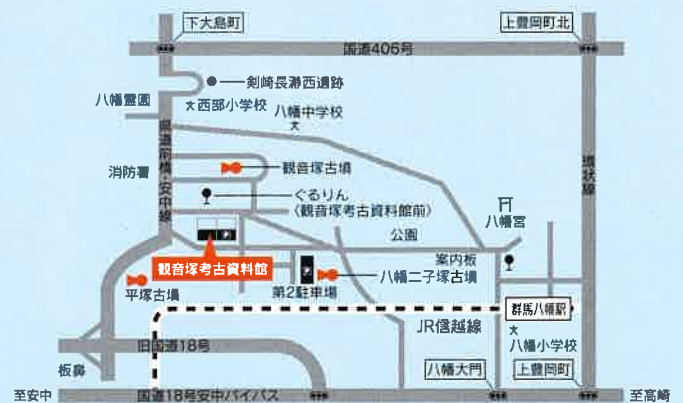 下大島町
上豊岡町北
国道406号
剣崎長瀞西遺跡
八幡霊園
西部小学校
八幡中学校
県道前橋・安中線
消防署
観音塚古墳
環状線
ぐるりん
〈観音塚考古資料館前〉
八幡宮
公園
P
観音塚考古資料館
案内板
P
八幡二子塚古墳
平塚古墳
第2駐車場
群馬八幡駅
JR信越線
旧国道18号
八幡小学校
板鼻
八幡大門
上豊岡町
至安中
国道18号安中バイパス
至高崎